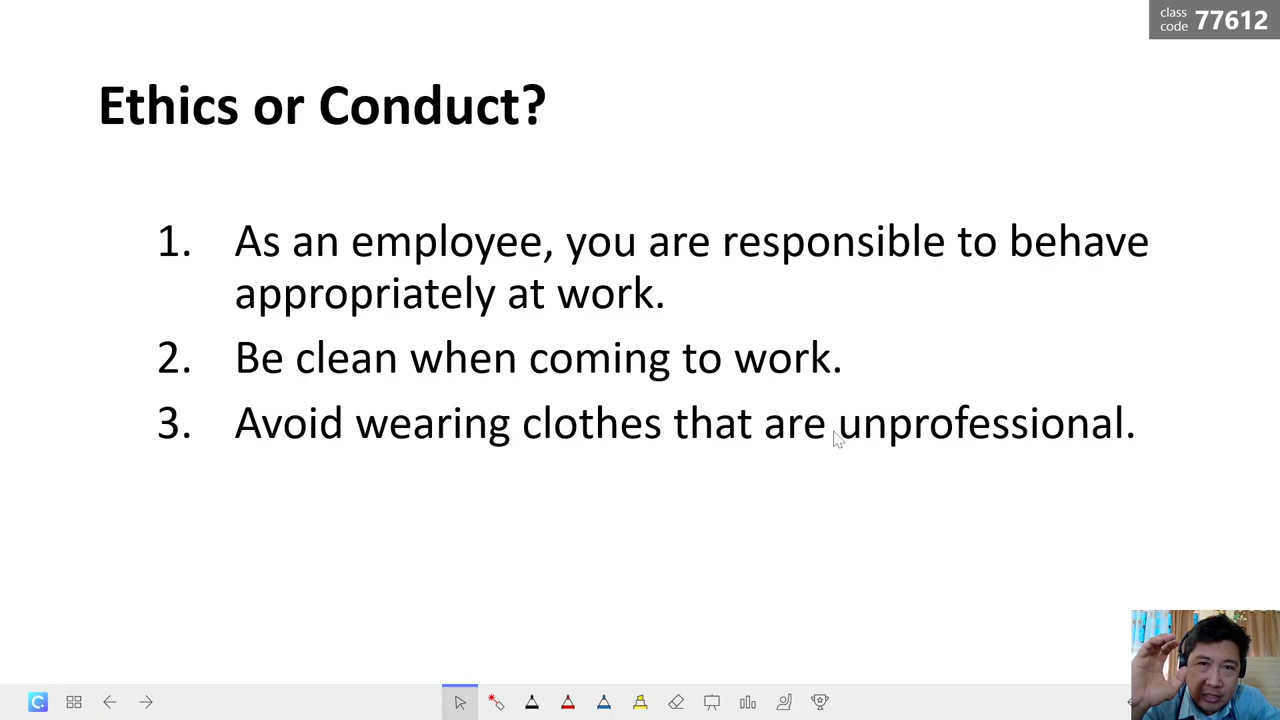 class
code 77612
Ethics or Conduct?
1. As an employee, you are responsible to behave
appropriately at work.
2. Be clean when coming to work.
3. Avoid wearing clothes that are unprofessional.
C